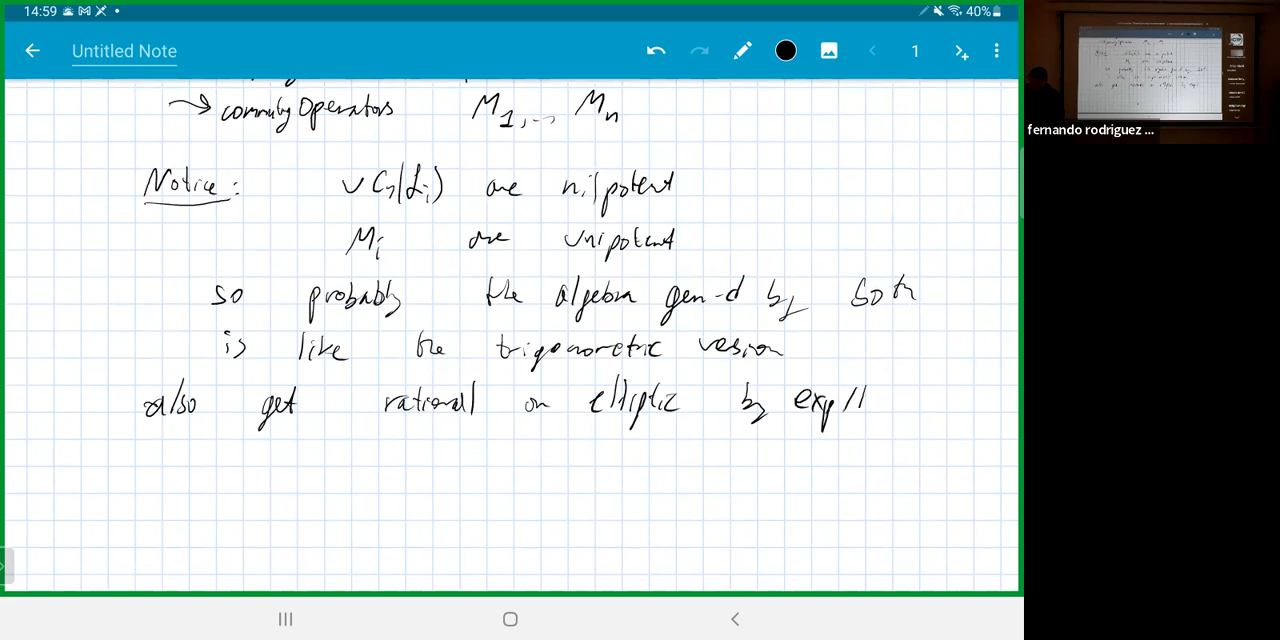 14:59
40%
Untitled Note
1
→ commuting Operators M1, ... Mn
Notice: ∪ C1(Li) are nilpotent
Mi are unipotent
so probably the algebra gen-d by both
is like the trigonometric version
also get rational or elliptic by exp //
fernando rodriguez ...